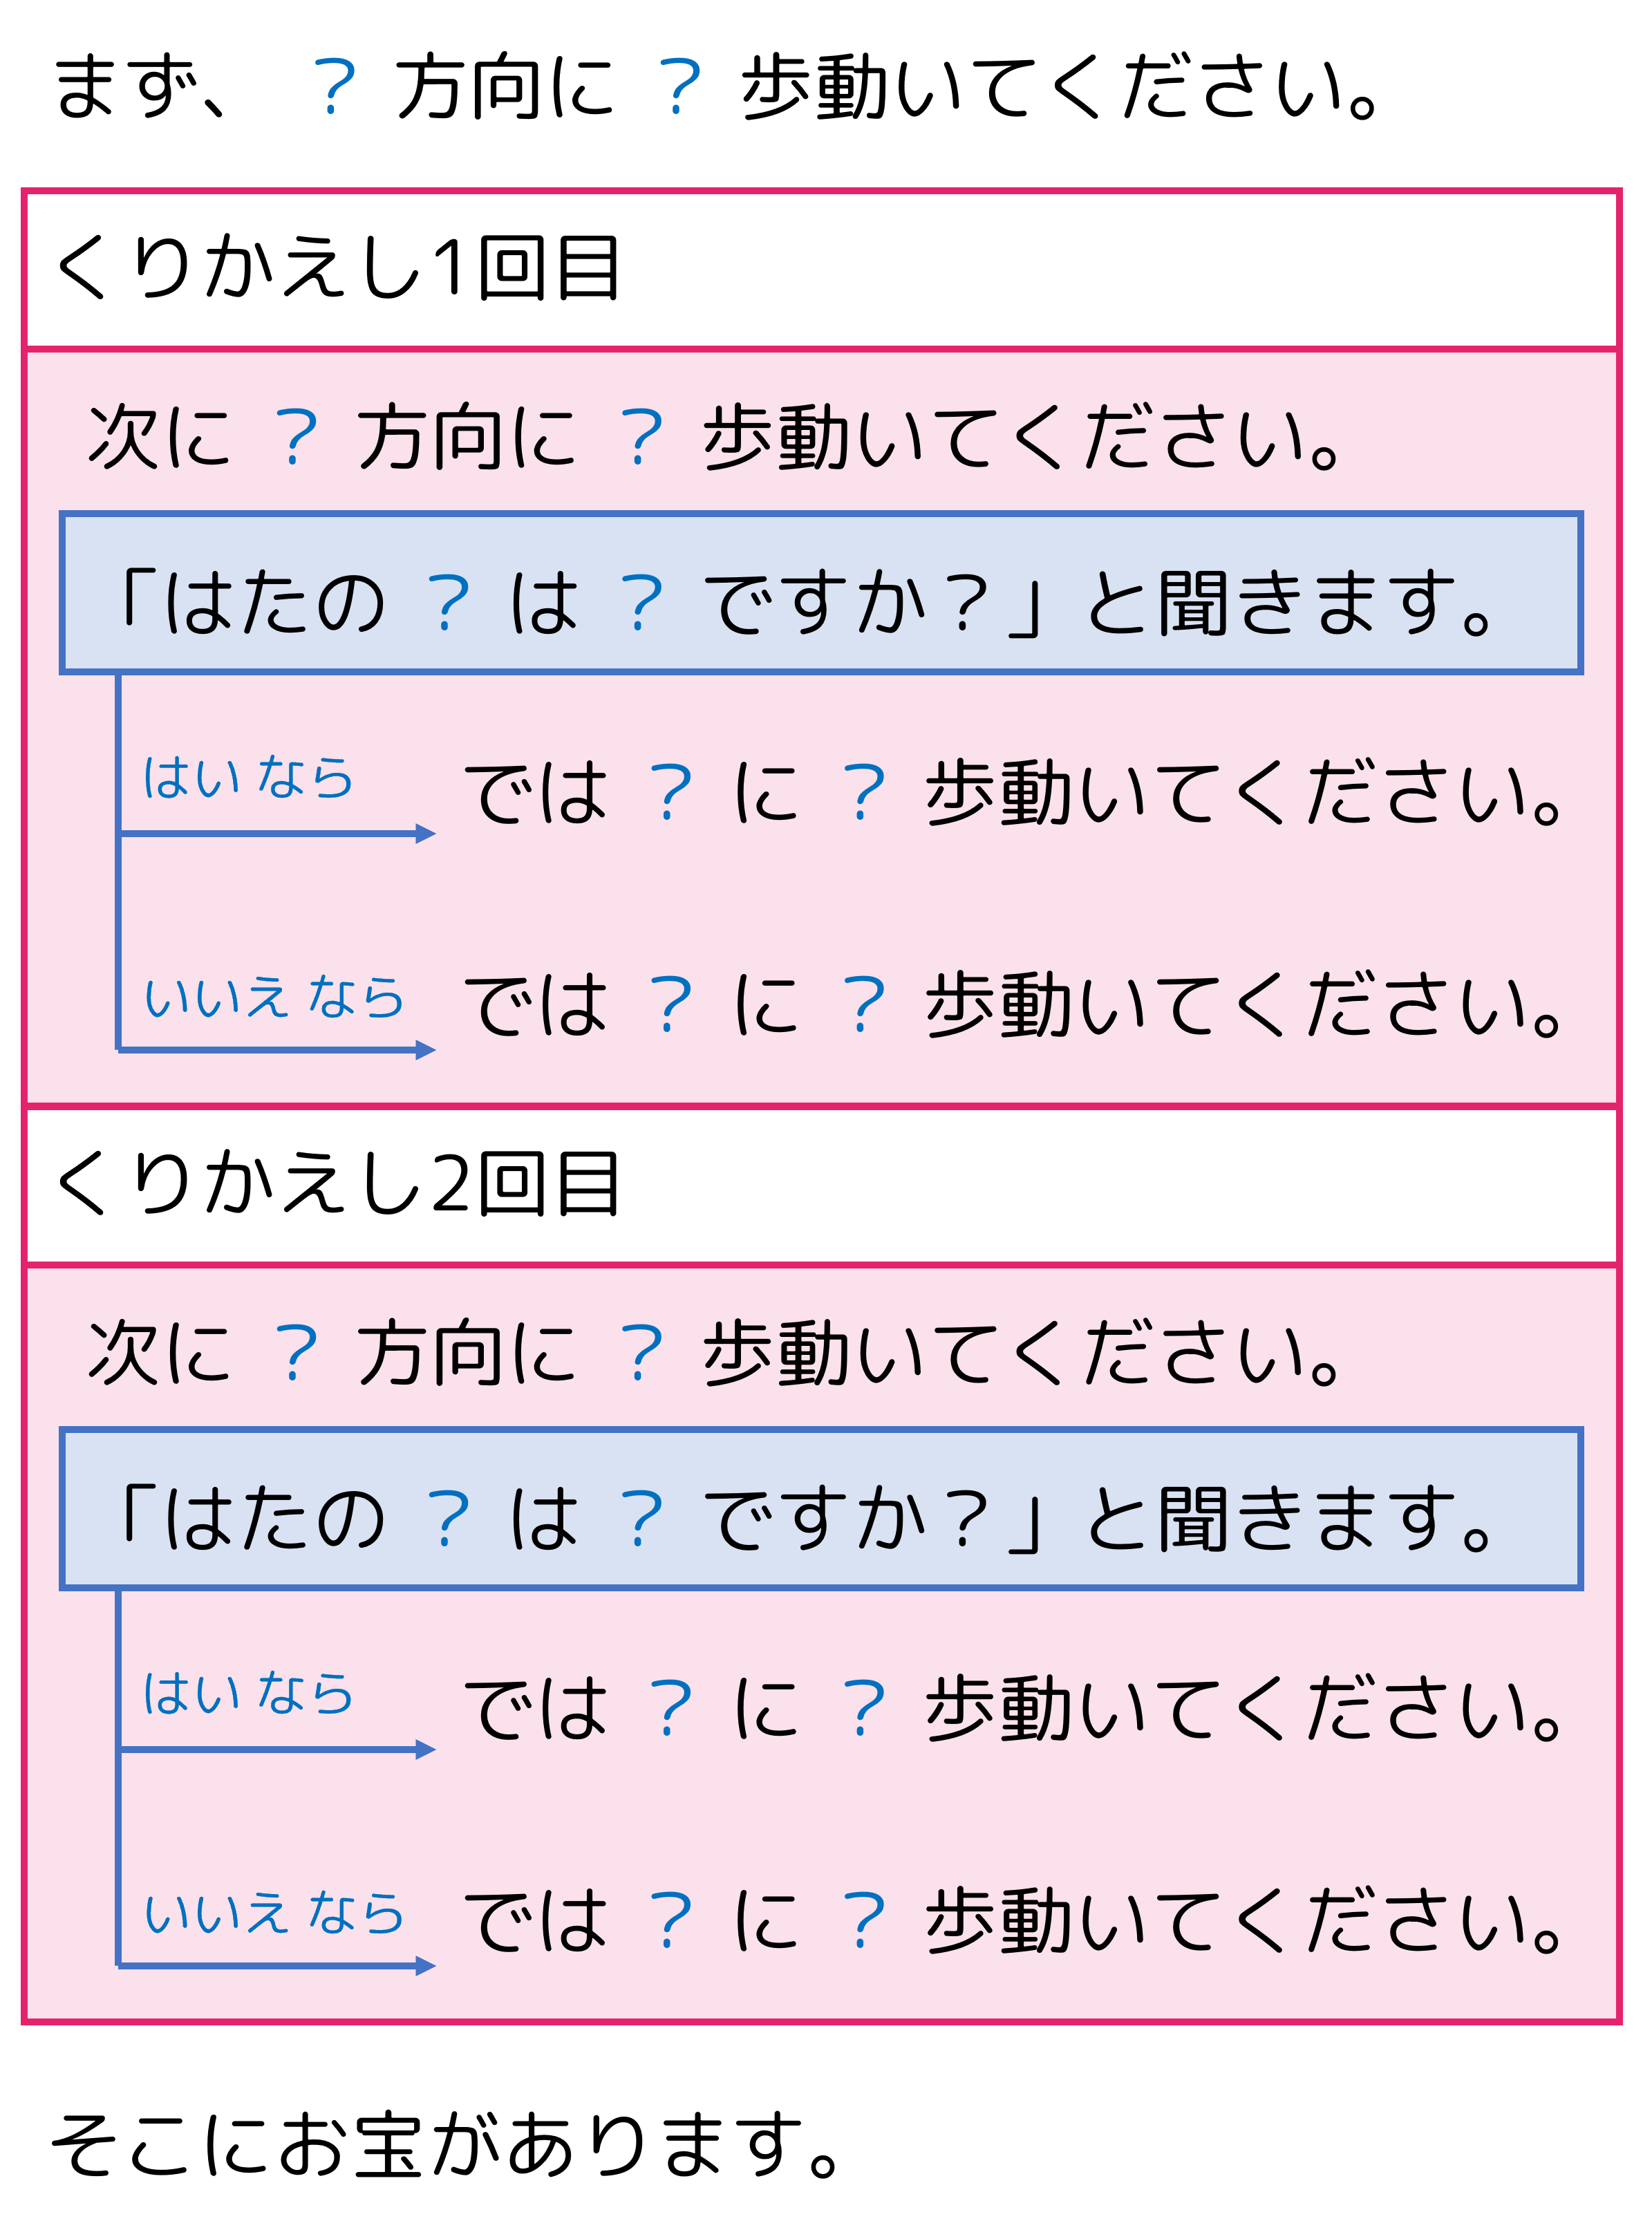 まず、 ？ 方向に ？ 歩動いてください。
くりかえし1回目
次に ？ 方向に ？ 歩動いてください。
「はたの ？ は ？ ですか？」と聞きます。
はい なら では ？ に ？ 歩動いてください。
いいえ なら では ？ に ？ 歩動いてください。
くりかえし2回目
次に ？ 方向に ？ 歩動いてください。
「はたの ？ は ？ ですか？」と聞きます。
はい なら では ？ に ？ 歩動いてください。
いいえ なら では ？ に ？ 歩動いてください。
そこにお宝があります。